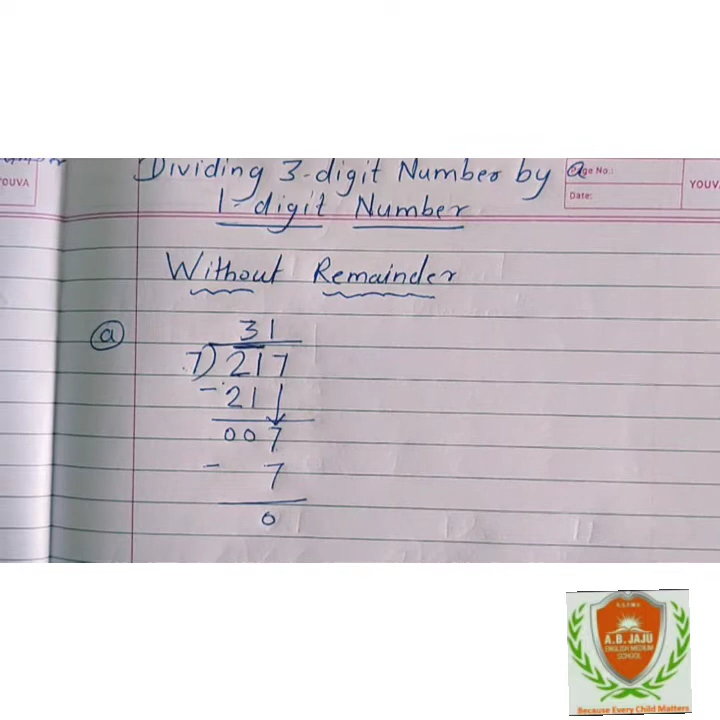 YOUVA
Dividing 3-digit Number by a
1-digit Number
Page No.:
Date:
YOUVA
Without Remainder
a
31
7)217
-21
007
- 7
0
A.B. JAJU
ENGLISH MEDIUM
SCHOOL
Because Every Child Matters